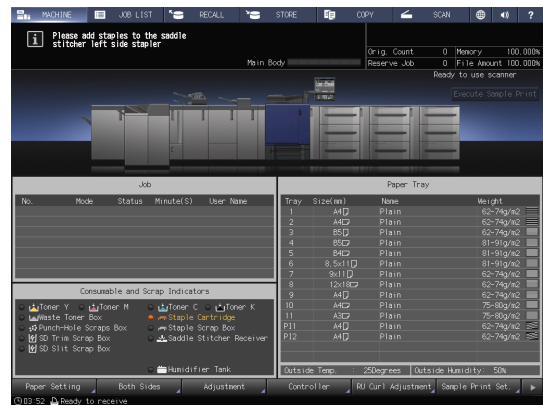 MACHINE JOB LIST RECALL STORE COPY SCAN ?
Please add staples to the saddle
stitcher left side stapler
Main Body
Orig. Count 0 Memory 100.000%
Reserve Job 0 File Amount 100.000%
Ready to use scanner
Execute Sample Print
Job
No. Mode Status Minute(S) User Name
Paper Tray
Tray Size(mm) Name Weight
1 A4 Plain 62-74g/m2
2 A4 Plain 62-74g/m2
3 B5 Plain 62-74g/m2
4 B5 Plain 81-91g/m2
5 B4 Plain 81-91g/m2
6 8.5x11 Plain 62-74g/m2
7 9x11 Plain 62-74g/m2
8 12x18 Plain 62-74g/m2
9 A4 Plain 62-74g/m2
10 A4 Plain 75-80g/m2
11 A3 Plain 75-80g/m2
PI1 A4 Plain 62-74g/m2
PI2 A4 Plain 62-74g/m2
Consumable and Scrap Indicators
Toner Y Toner M Toner C Toner K
Waste Toner Box Staple Cartridge
Punch-Hole Scraps Box Staple Scrap Box
SD Trim Scrap Box Saddle Stitcher Receiver
SD Slit Scrap Box
Humidifier Tank
Outside Temp. : 25Degrees Outside Humidity: 50%
Paper Setting Both Sides Adjustment Controller RU Curl Adjustment Sample Print Set.
03:52 Ready to receive